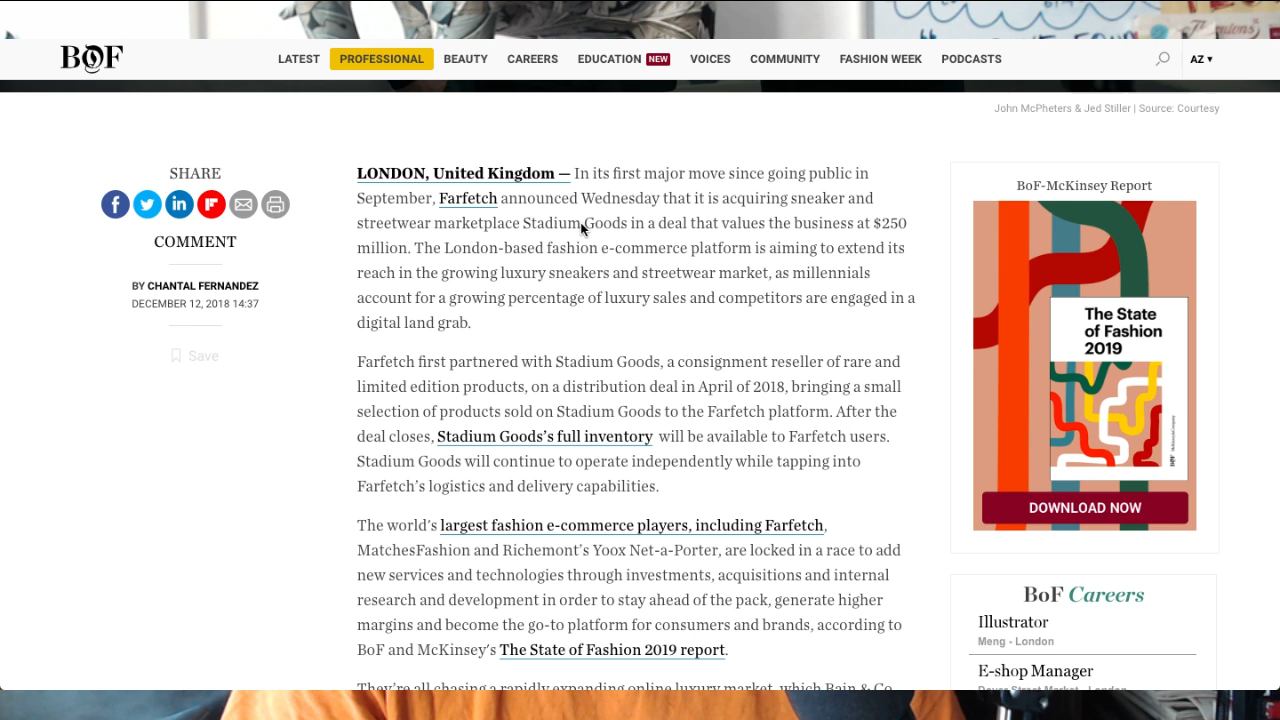 BOF
LATEST
PROFESSIONAL
BEAUTY
CAREERS
EDUCATION NEW
VOICES
COMMUNITY
FASHION WEEK
PODCASTS
AZ
John McPheters & Jed Stiller | Source: Courtesy
SHARE
COMMENT
BY CHANTAL FERNANDEZ
DECEMBER 12, 2018 14:37
Save
LONDON, United Kingdom — In its first major move since going public in
September, Farfetch announced Wednesday that it is acquiring sneaker and
streetwear marketplace Stadium Goods in a deal that values the business at $250
million. The London-based fashion e-commerce platform is aiming to extend its
reach in the growing luxury sneakers and streetwear market, as millennials
account for a growing percentage of luxury sales and competitors are engaged in a
digital land grab.
Farfetch first partnered with Stadium Goods, a consignment reseller of rare and
limited edition products, on a distribution deal in April of 2018, bringing a small
selection of products sold on Stadium Goods to the Farfetch platform. After the
deal closes, Stadium Goods’s full inventory will be available to Farfetch users.
Stadium Goods will continue to operate independently while tapping into
Farfetch’s logistics and delivery capabilities.
The world’s largest fashion e-commerce players, including Farfetch,
MatchesFashion and Richemont’s Yoox Net-a-Porter, are locked in a race to add
new services and technologies through investments, acquisitions and internal
research and development in order to stay ahead of the pack, generate higher
margins and become the go-to platform for consumers and brands, according to
BoF and McKinsey’s The State of Fashion 2019 report.
They’re all chasing a rapidly expanding online luxury market, which Bain & Co
BoF-McKinsey Report
The State
of Fashion
2019
DOWNLOAD NOW
BoF Careers
Illustrator
Meng - London
E-shop Manager